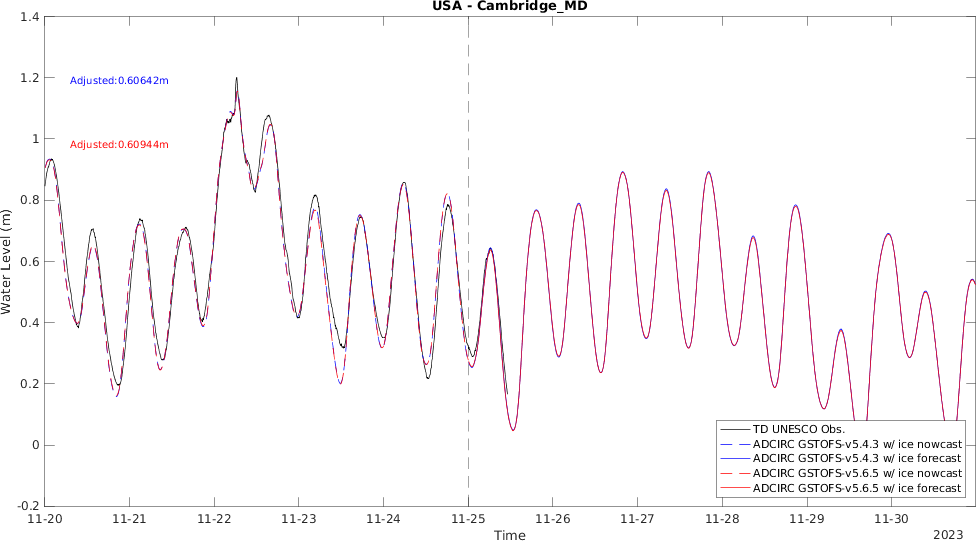 USA - Cambridge_MD
1.4
1.2
1
0.8
0.6
0.4
0.2
0
-0.2
Water Level (m)
Adjusted:0.60642m
Adjusted:0.60944m
TD UNESCO Obs.
ADCIRC GSTOFS-v5.4.3 w/ ice nowcast
ADCIRC GSTOFS-v5.4.3 w/ ice forecast
ADCIRC GSTOFS-v5.6.5 w/ ice nowcast
ADCIRC GSTOFS-v5.6.5 w/ ice forecast
11-20 11-21 11-22 11-23 11-24 11-25 11-26 11-27 11-28 11-29 11-30
Time
2023